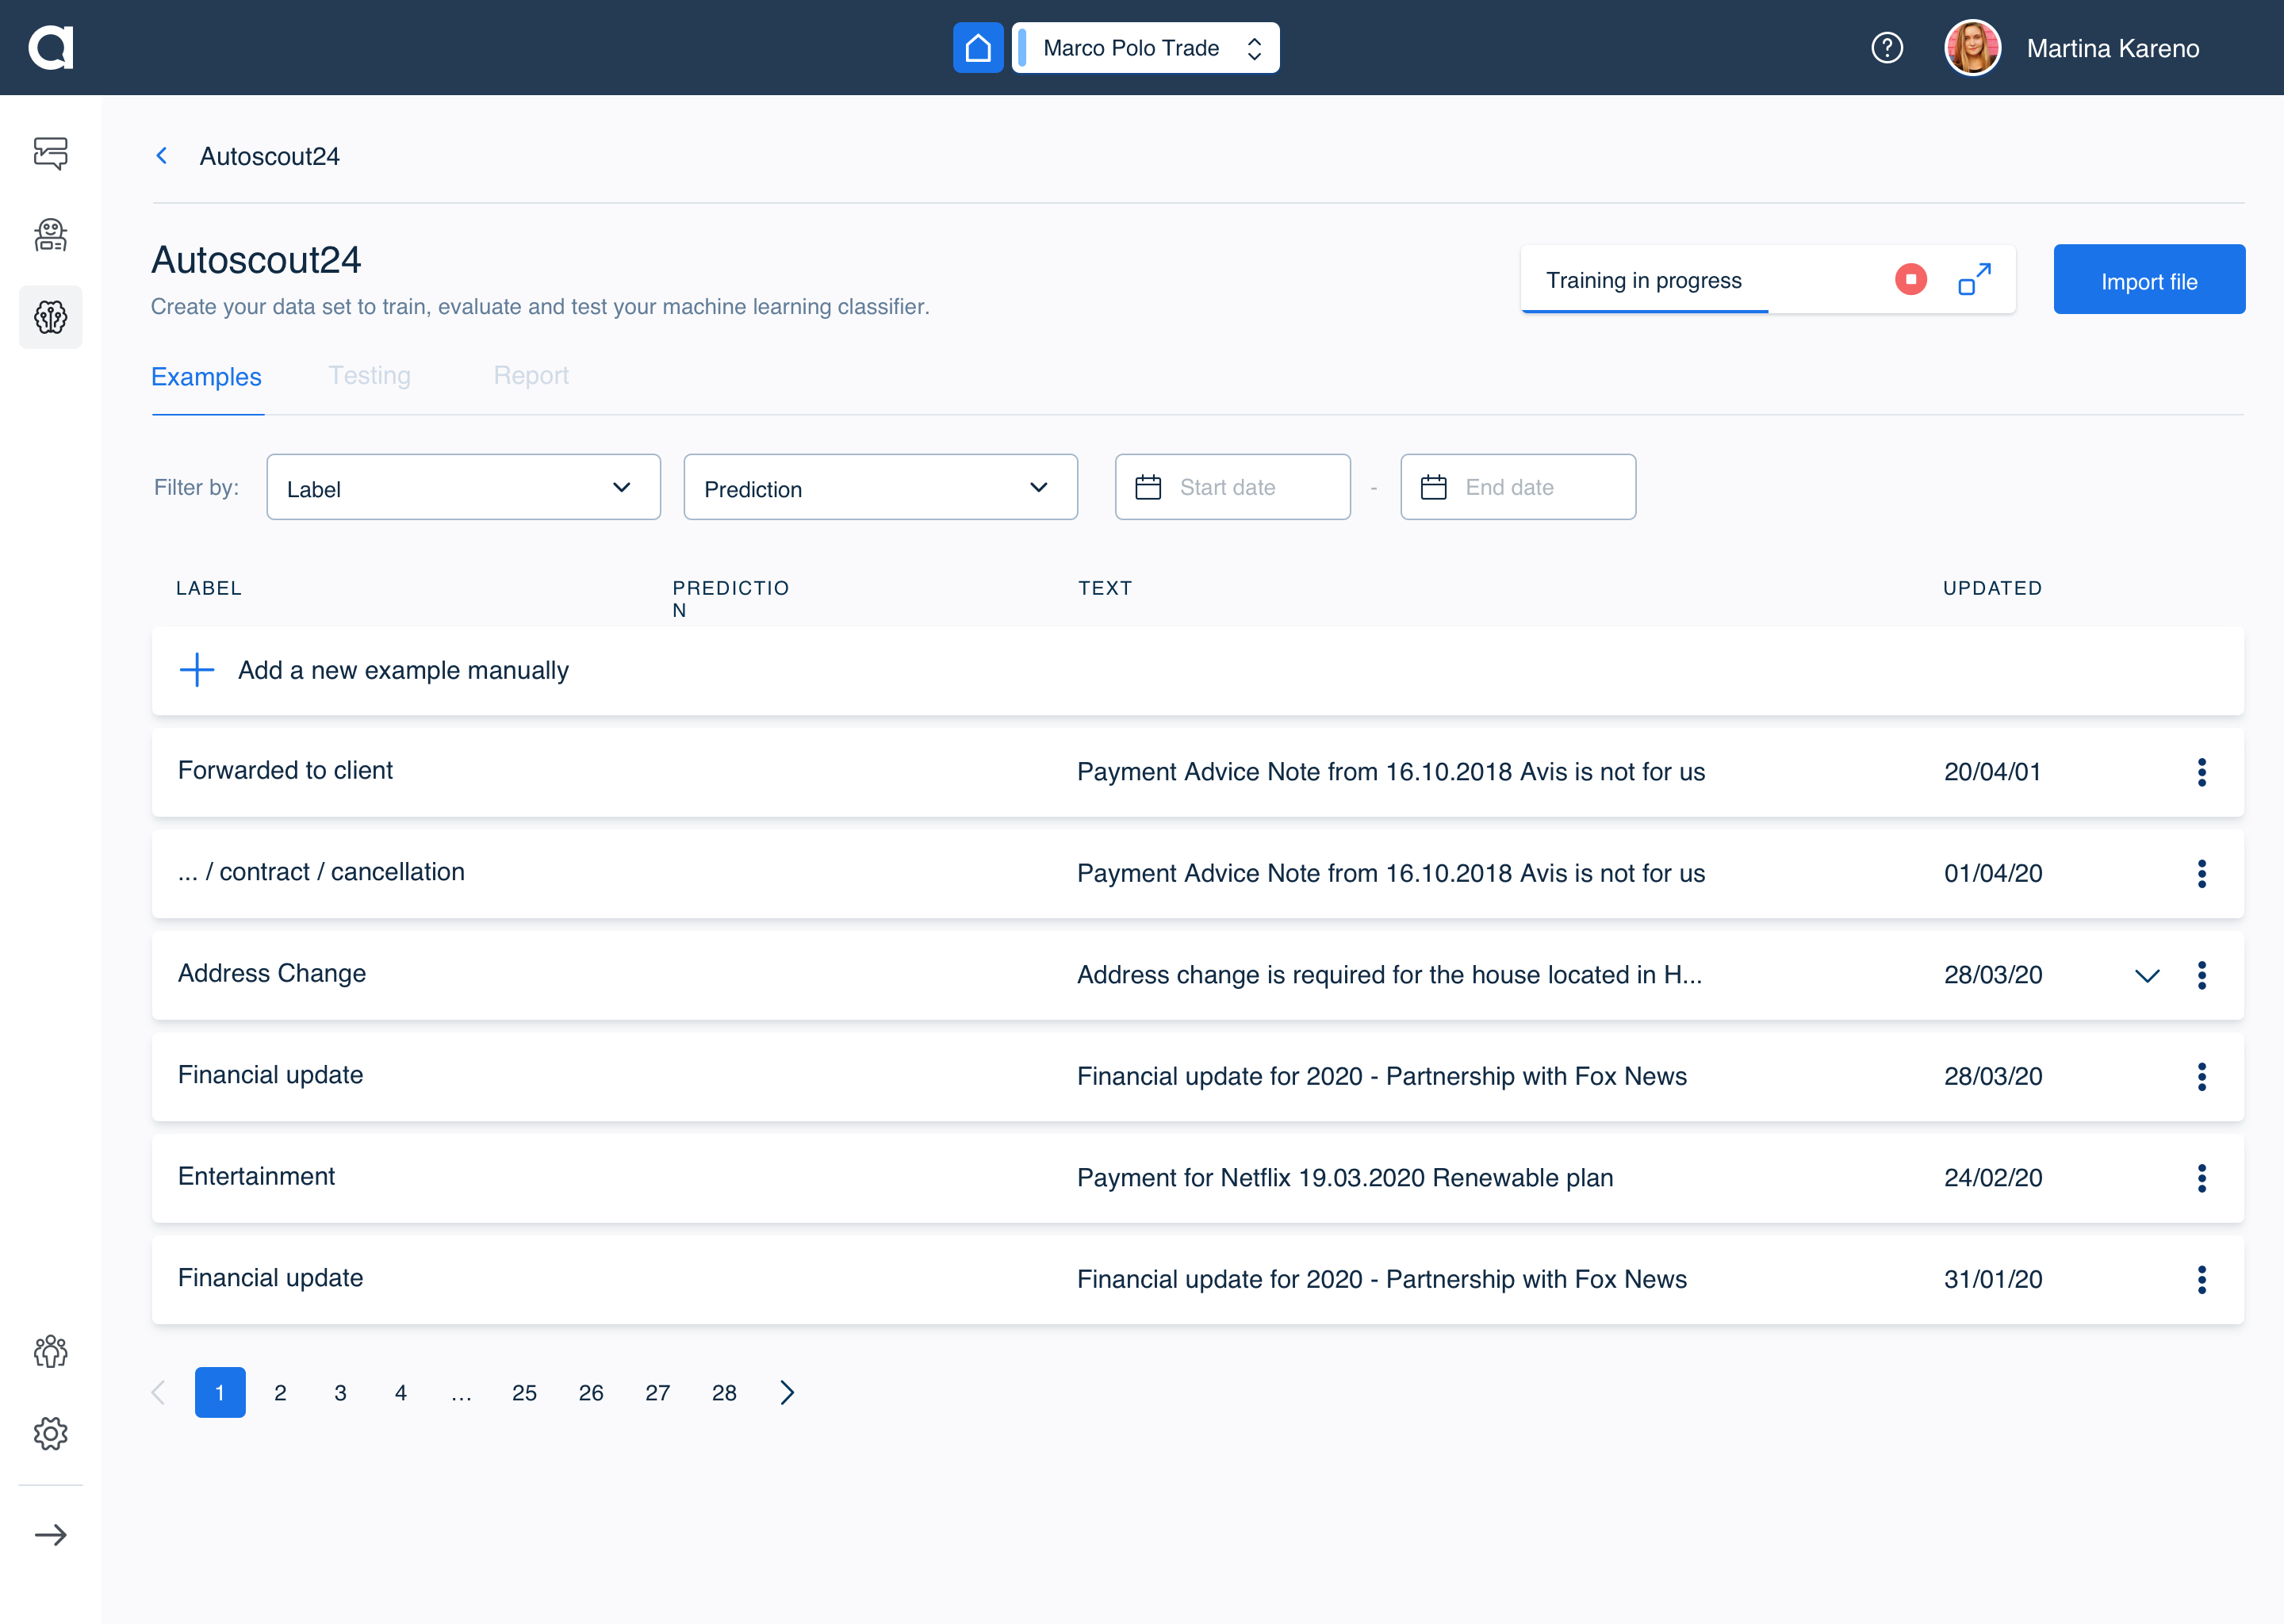 Marco Polo Trade
Martina Kareno
Autoscout24
Autoscout24
Create your data set to train, evaluate and test your machine learning classifier.
Training in progress
Import file
Examples Testing Report
Filter by: Label Prediction Start date - End date
LABEL PREDICTIO
N TEXT UPDATED
Add a new example manually
Forwarded to client Payment Advice Note from 16.10.2018 Avis is not for us 20/04/01
... / contract / cancellation Payment Advice Note from 16.10.2018 Avis is not for us 01/04/20
Address Change Address change is required for the house located in H... 28/03/20
Financial update Financial update for 2020 - Partnership with Fox News 28/03/20
Entertainment Payment for Netflix 19.03.2020 Renewable plan 24/02/20
Financial update Financial update for 2020 - Partnership with Fox News 31/01/20
1 2 3 4 ... 25 26 27 28